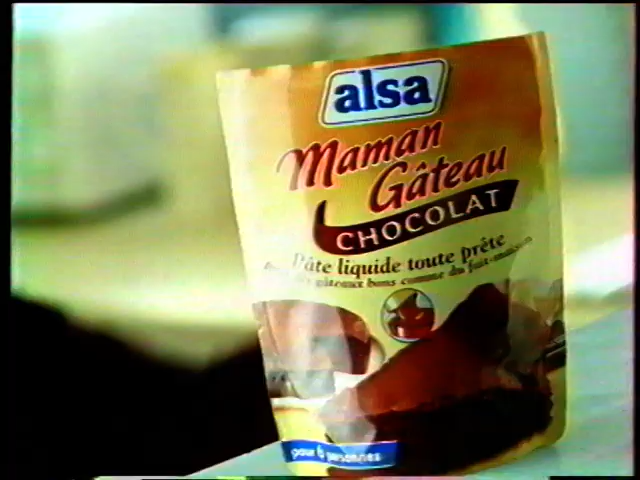 alsa
Maman
Gâteau
CHOCOLAT
Pâte liquide toute prête
gâteaux bons comme du fait-maison
pour 6 personnes